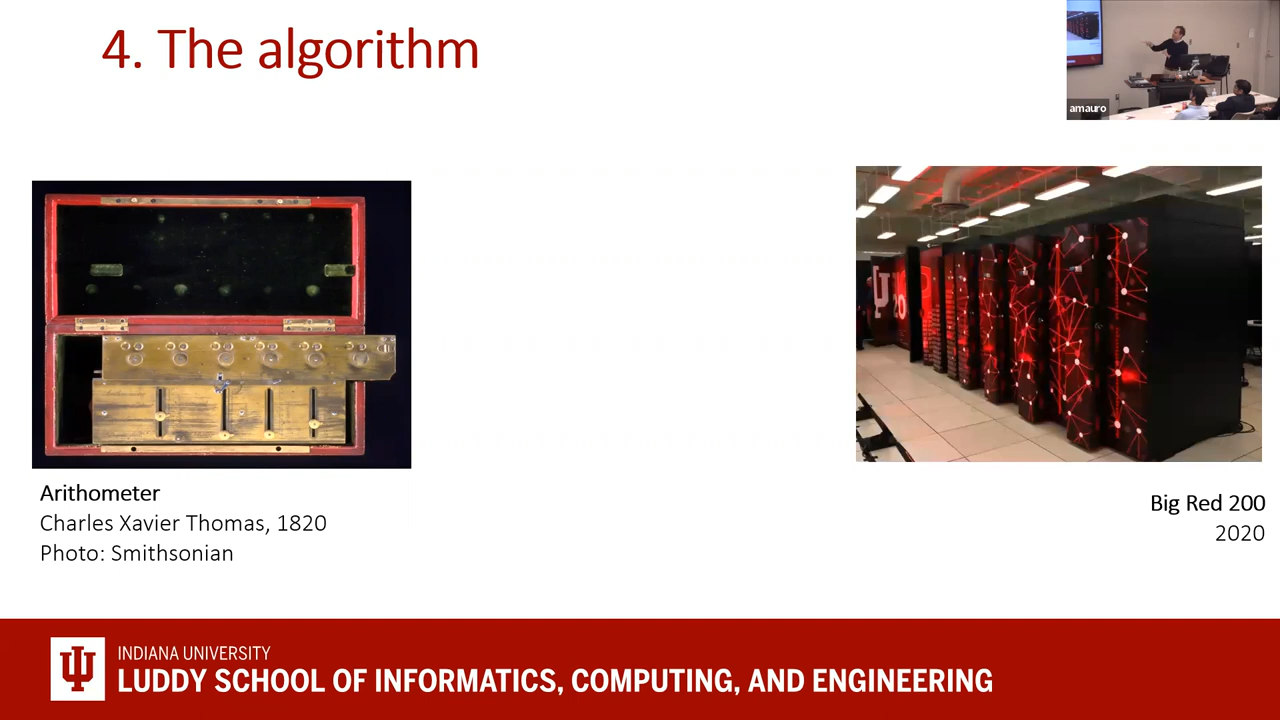 4. The algorithm
amauro
Arithometer
Charles Xavier Thomas, 1820
Photo: Smithsonian
Big Red 200
2020
INDIANA UNIVERSITY
LUDDY SCHOOL OF INFORMATICS, COMPUTING, AND ENGINEERING